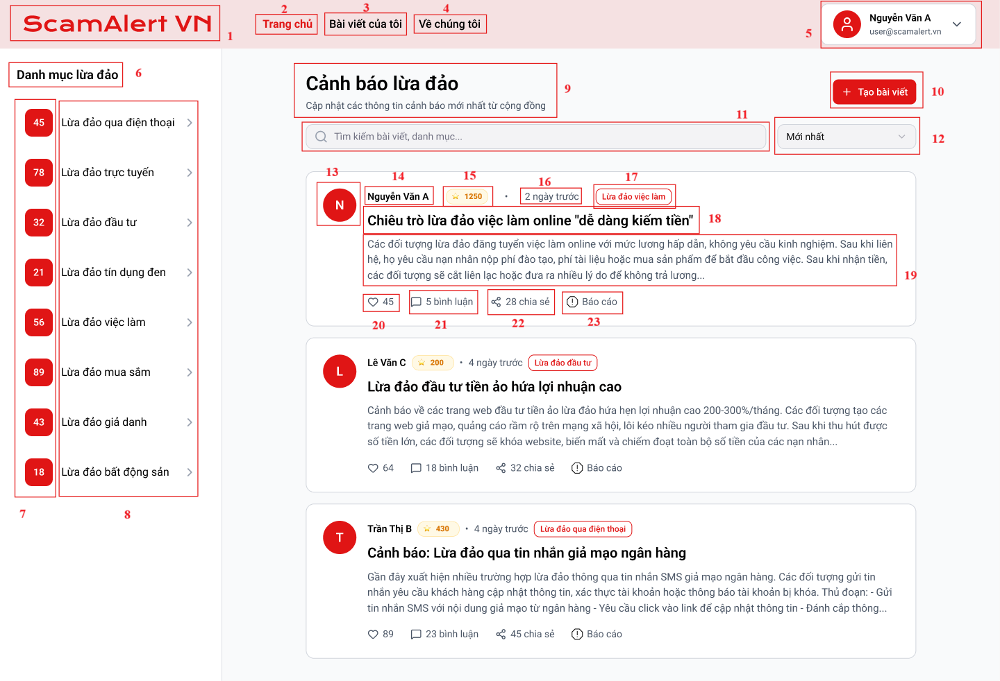 ScamAlert VN
1
2
Trang chủ
3
Bài viết của tôi
4
Về chúng tôi
5
Nguyễn Văn A
user@scamalert.vn
Danh mục lừa đảo
6
45 Lừa đảo qua điện thoại
78 Lừa đảo trực tuyến
32 Lừa đảo đầu tư
21 Lừa đảo tín dụng đen
56 Lừa đảo việc làm
89 Lừa đảo mua sắm
43 Lừa đảo giả danh
18 Lừa đảo bất động sản
7
8
Cảnh báo lừa đảo
Cập nhật các thông tin cảnh báo mới nhất từ cộng đồng
9
+ Tạo bài viết
10
11
Tìm kiếm bài viết, danh mục...
Mới nhất
12
13
14
15
16
17
N
Nguyễn Văn A 1250 • 2 ngày trước Lừa đảo việc làm
Chiêu trò lừa đảo việc làm online "dễ dàng kiếm tiền"
18
Các đối tượng lừa đảo đăng tuyển việc làm online với mức lương hấp dẫn, không yêu cầu kinh nghiệm. Sau khi liên
hệ, họ yêu cầu nạn nhân nộp phí đào tạo, phí tài liệu hoặc mua sản phẩm để bắt đầu công việc. Sau khi nhận tiền,
các đối tượng sẽ cắt liên lạc hoặc đưa ra nhiều lý do để không trả lương...
19
45 5 bình luận 28 chia sẻ Báo cáo
20
21
22
23
L
Lê Văn C 200 • 4 ngày trước Lừa đảo đầu tư
Lừa đảo đầu tư tiền ảo hứa lợi nhuận cao
Cảnh báo về các trang web đầu tư tiền ảo lừa đảo hứa hẹn lợi nhuận cao 200-300%/tháng. Các đối tượng tạo các
trang web giả mạo, quảng cáo rầm rộ trên mạng xã hội, lôi kéo nhiều người tham gia đầu tư. Sau khi thu hút được
số tiền lớn, các đối tượng sẽ khóa website, biến mất và chiếm đoạt toàn bộ số tiền của các nạn nhân...
64 18 bình luận 32 chia sẻ Báo cáo
T
Trần Thị B 430 • 4 ngày trước Lừa đảo qua điện thoại
Cảnh báo: Lừa đảo qua tin nhắn giả mạo ngân hàng
Gần đây xuất hiện nhiều trường hợp lừa đảo thông qua tin nhắn SMS giả mạo ngân hàng. Các đối tượng gửi tin
nhắn yêu cầu khách hàng cập nhật thông tin, xác thực tài khoản hoặc thông báo tài khoản bị khóa. Thủ đoạn: - Gửi
tin nhắn SMS với nội dung giả mạo từ ngân hàng - Yêu cầu click vào link để cập nhật thông tin - Đánh cắp thông...
89 23 bình luận 45 chia sẻ Báo cáo